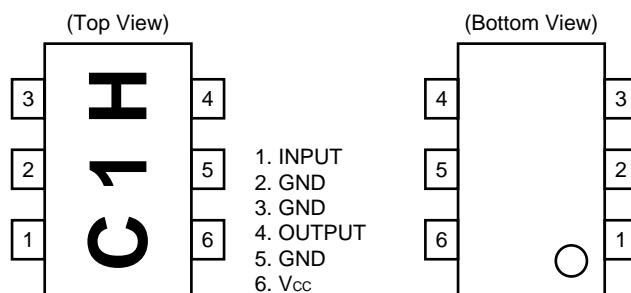 (Top View)
(Bottom View)
C1H
3
2
1
4
5
6
1. INPUT
2. GND
3. GND
4. OUTPUT
5. GND
6. VCC
4
5
6
3
2
1